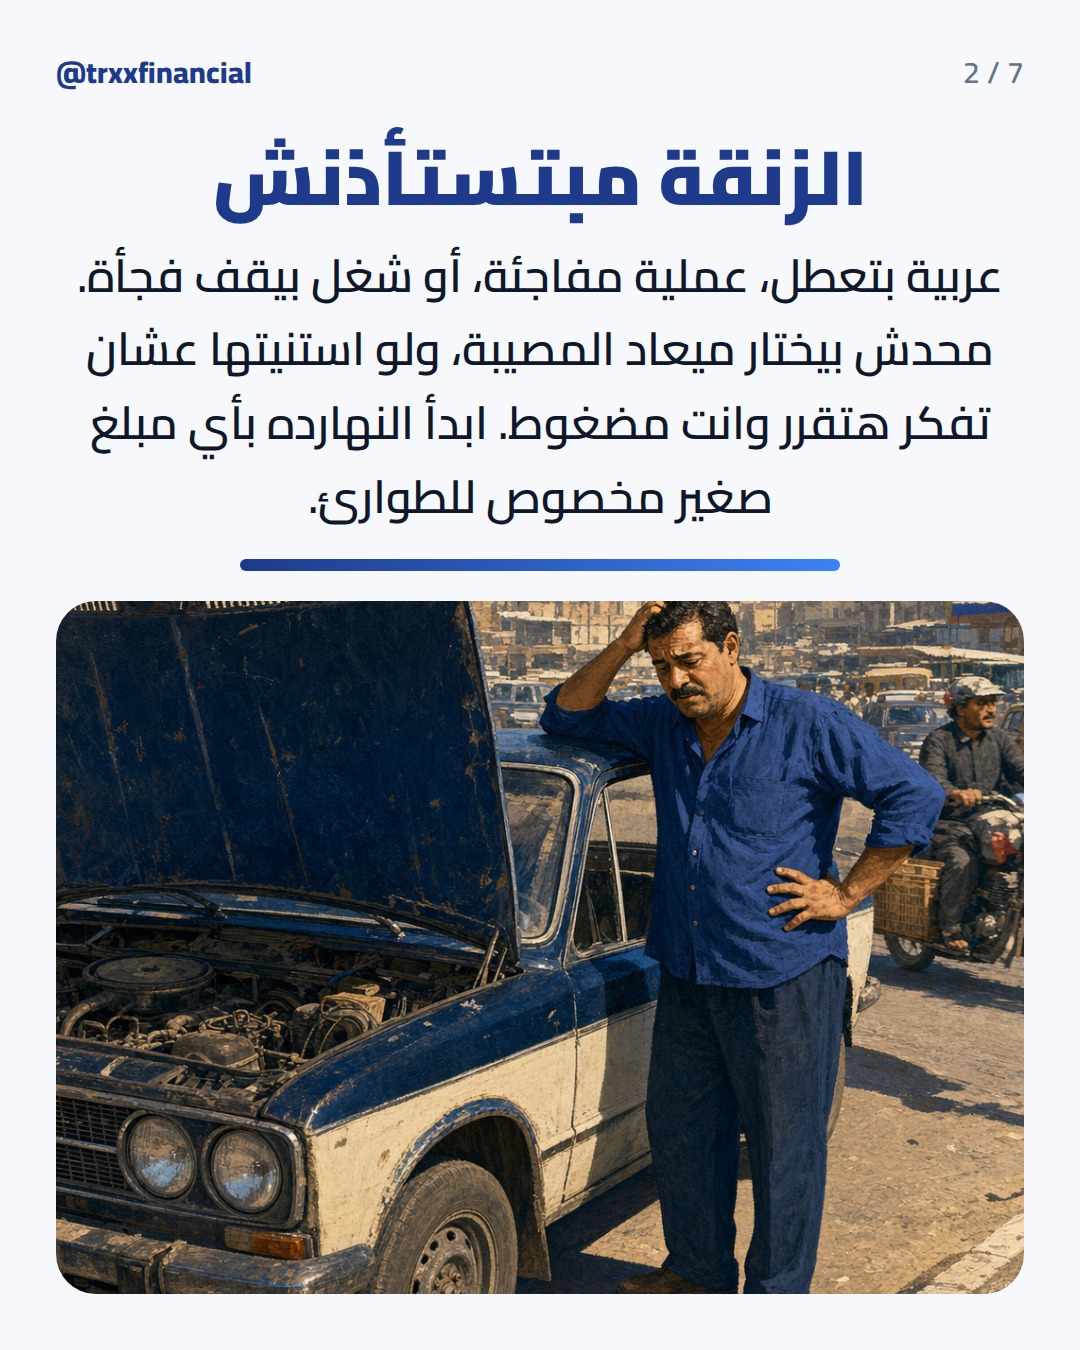 @trxxfinancial
2 / 7
الزنقة مبتستأذنش
عربية بتعطل، عملية مفاجئة، أو شغل بيقف فجأة.
محدش بيختار ميعاد المصيبة، ولو استنيتها عشان
تفكر هتقرر وانت مضغوط. ابدأ النهارده بأي مبلغ
صغير مخصوص للطوارئ.